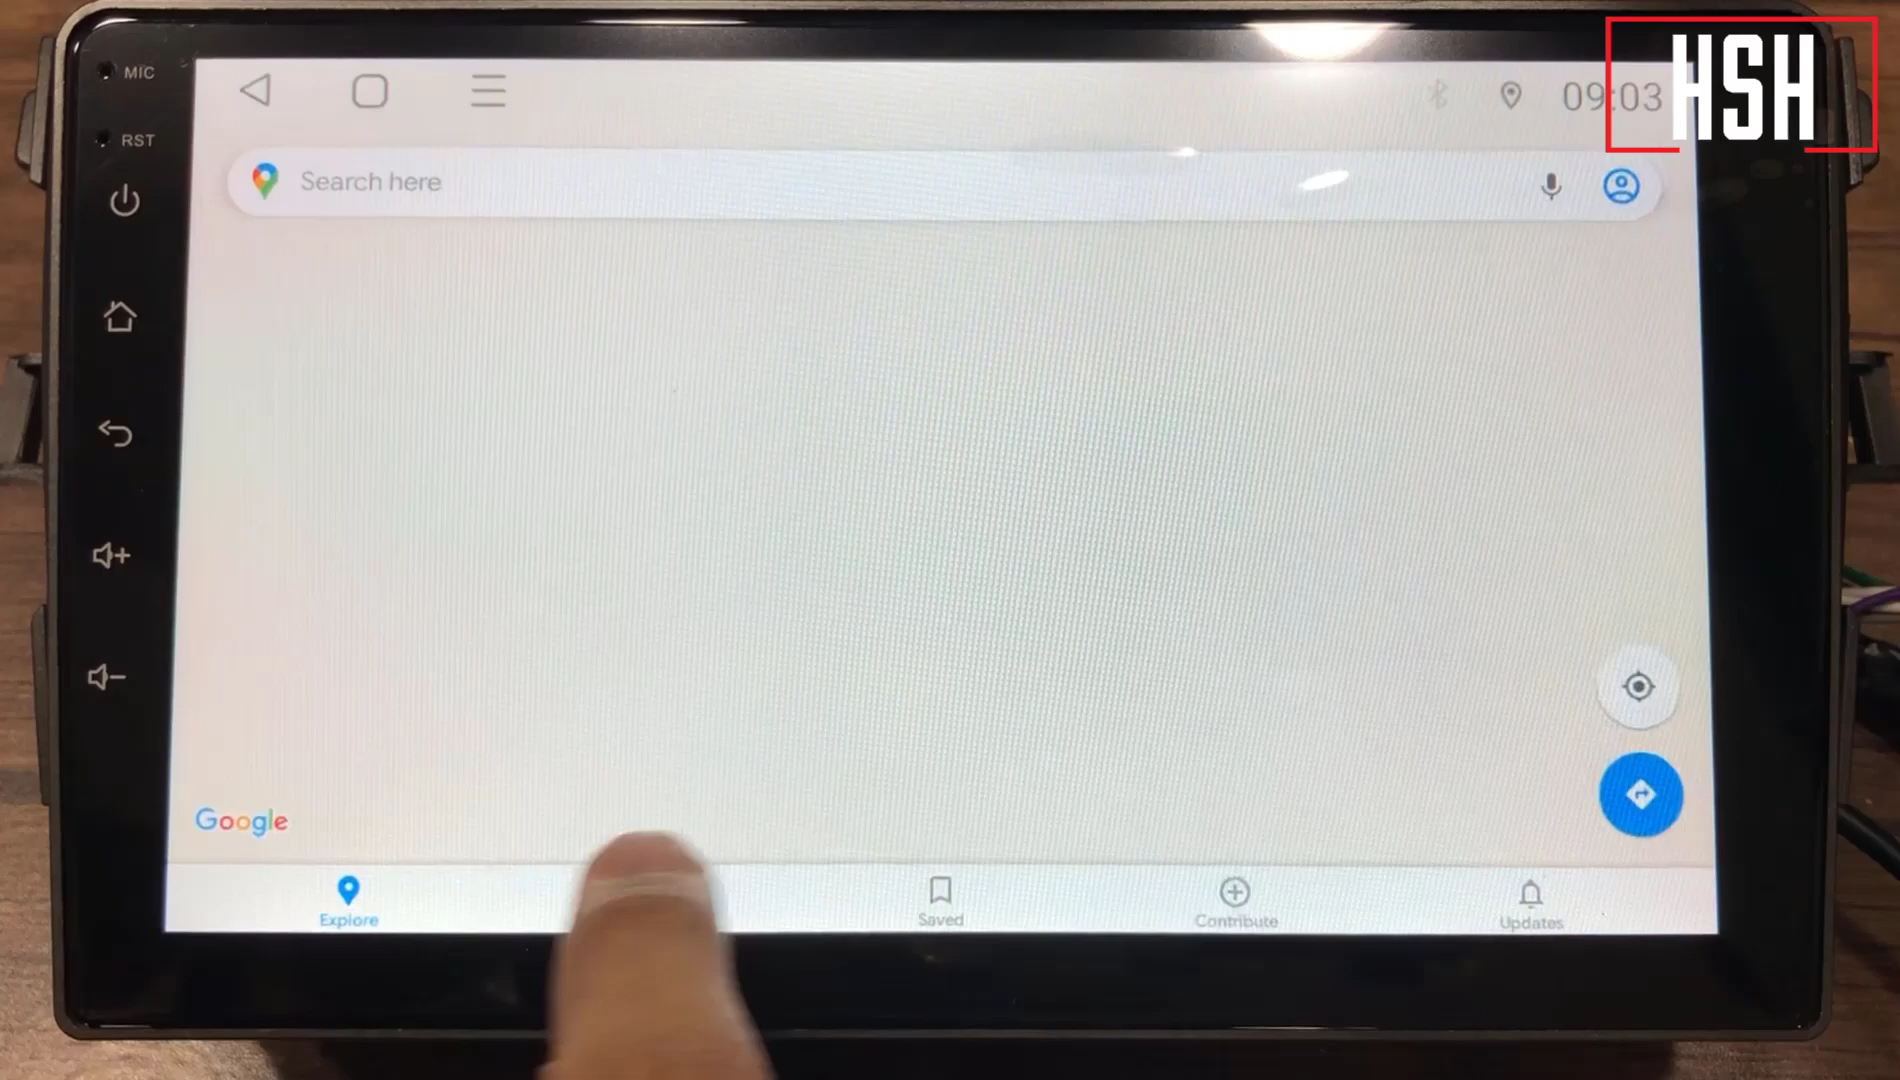 MIC
RST
09:03
HSH
Search here
Google
Explore
Saved
Contribute
Updates